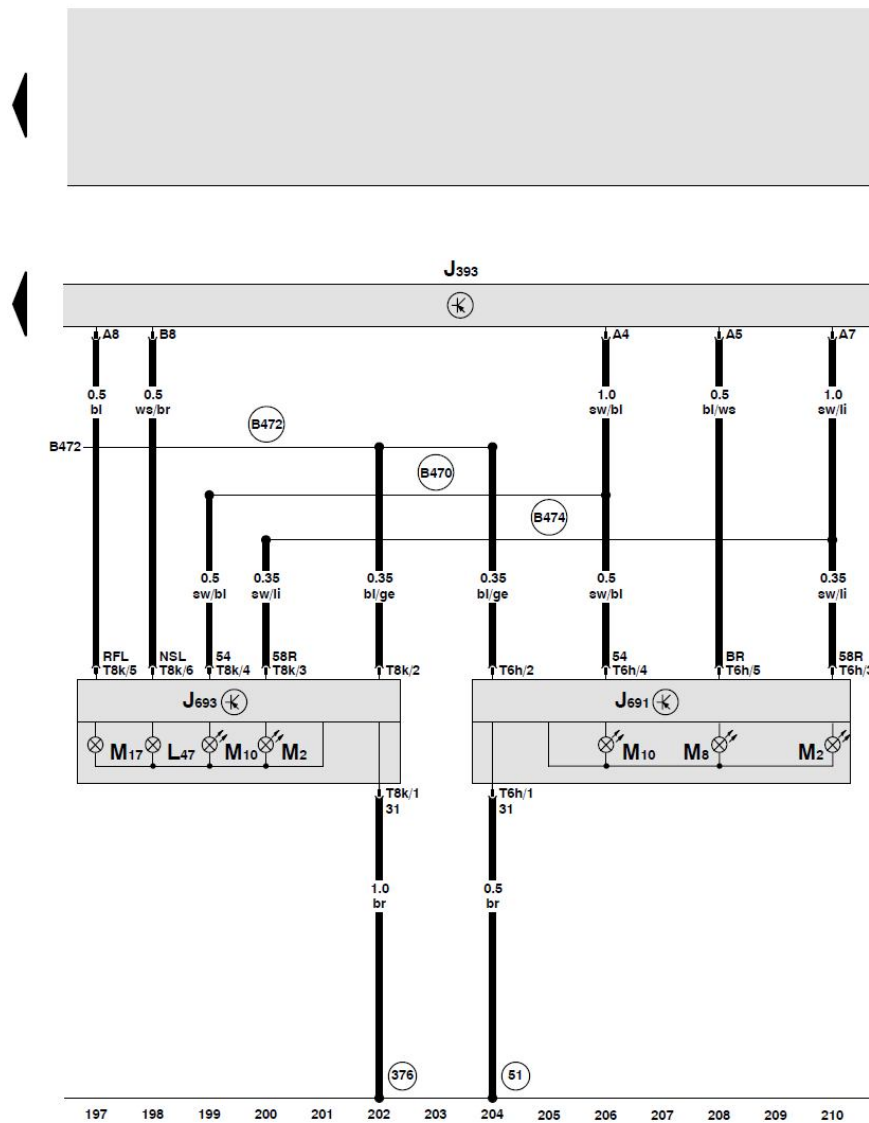 J393
A8 B8 A4 A5 A7
0.5 0.5 1.0 0.5 1.0
bl ws/br sw/bl bl/ws sw/li
B472
B472
B470
B474
0.5 0.35 0.35 0.35 0.5 0.35
sw/bl sw/li bl/ge bl/ge sw/bl sw/li
RFL NSL 54 58R 54 BR 58R
T8k/5 T8k/6 T8k/4 T8k/3 T8k/2 T6h/2 T6h/4 T6h/5 T6h/3
J693 J691
M17 L47 M10 M2 M10 M8 M2
T8k/1 T6h/1
31 31
1.0 0.5
br br
376 51
197 198 199 200 201 202 203 204 205 206 207 208 209 210